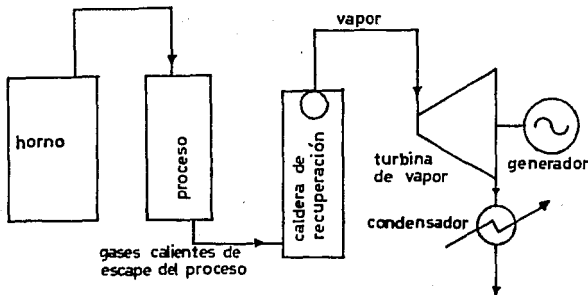 horno
proceso
gases calientes de
escape del proceso
caldera de
recuperación
vapor
turbina
de vapor
generador
condensador